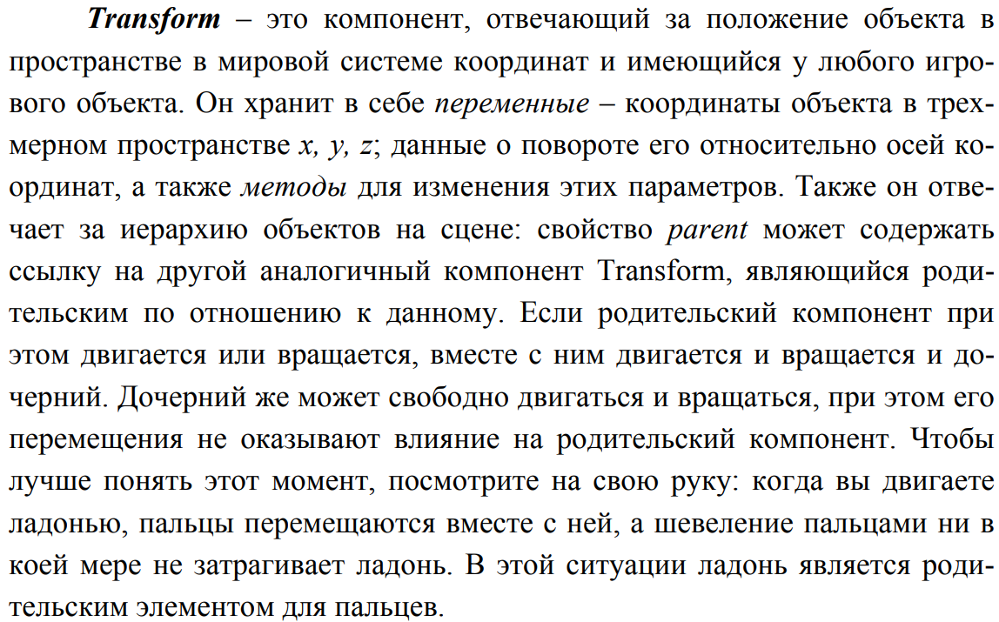 Transform – это компонент, отвечающий за положение объекта в
пространстве в мировой системе координат и имеющийся у любого игро-
вого объекта. Он хранит в себе переменные – координаты объекта в трех-
мерном пространстве x, y, z; данные о повороте его относительно осей ко-
ординат, а также методы для изменения этих параметров. Также он отве-
чает за иерархию объектов на сцене: свойство parent может содержать
ссылку на другой аналогичный компонент Transform, являющийся роди-
тельским по отношению к данному. Если родительский компонент при
этом двигается или вращается, вместе с ним двигается и вращается и до-
черний. Дочерний же может свободно двигаться и вращаться, при этом его
перемещения не оказывают влияние на родительский компонент. Чтобы
лучше понять этот момент, посмотрите на свою руку: когда вы двигаете
ладонью, пальцы перемещаются вместе с ней, а шевеление пальцами ни в
коей мере не затрагивает ладонь. В этой ситуации ладонь является роди-
тельским элементом для пальцев.